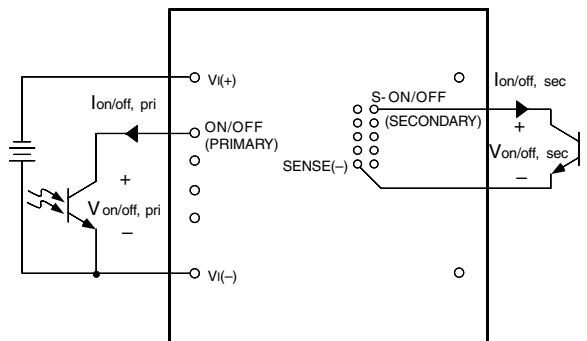 VI(+)
Ion/off, pri
ON/OFF
(PRIMARY)
+
Von/off, pri
–
VI(–)
S-ON/OFF
(SECONDARY)
SENSE(–)
Ion/off, sec
+
Von/off, sec
–